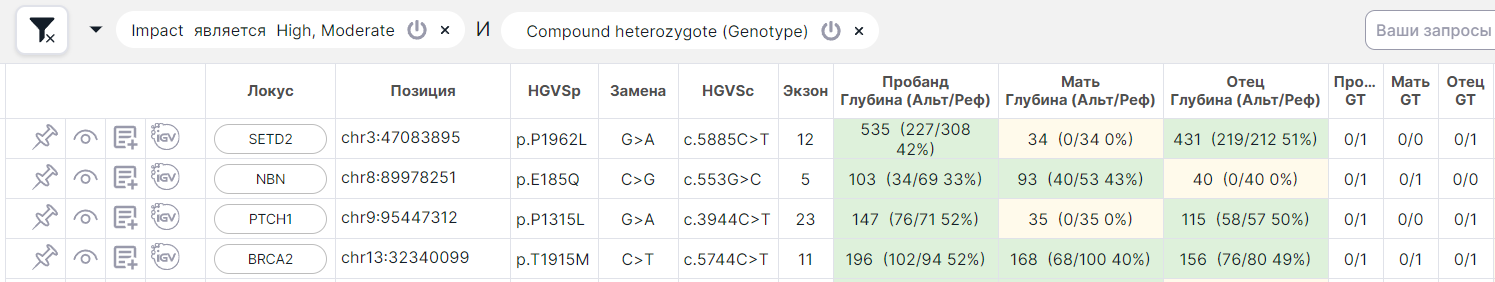 Impact является High, Moderate × И Compound heterozygote (Genotype) × Ваши запросы
Локус Позиция HGVSp Замена HGVSc Экзон Пробанд Глубина (Альт/Реф) Мать Глубина (Альт/Реф) Отец Глубина (Альт/Реф) Про... GT Мать GT Отец GT
IGV SETD2 chr3:47083895 p.P1962L G>A c.5885C>T 12 535 (227/308 42%) 34 (0/34 0%) 431 (219/212 51%) 0/1 0/0 0/1
IGV NBN chr8:89978251 p.E185Q C>G c.553G>C 5 103 (34/69 33%) 93 (40/53 43%) 40 (0/40 0%) 0/1 0/1 0/0
IGV PTCH1 chr9:95447312 p.P1315L G>A c.3944C>T 23 147 (76/71 52%) 35 (0/35 0%) 115 (58/57 50%) 0/1 0/0 0/1
IGV BRCA2 chr13:32340099 p.T1915M C>T c.5744C>T 11 196 (102/94 52%) 168 (68/100 40%) 156 (76/80 49%) 0/1 0/1 0/1